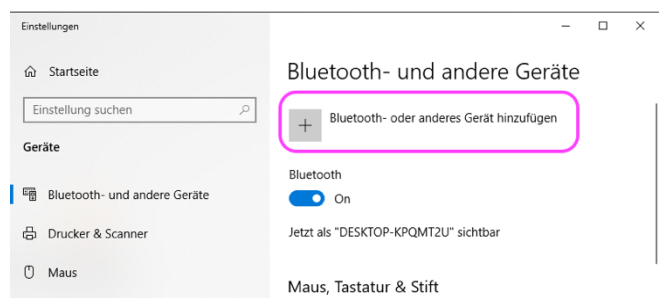 Einstellungen
Startseite
Einstellung suchen
Geräte
Bluetooth- und andere Geräte
Drucker & Scanner
Maus
Bluetooth- und andere Geräte
Bluetooth- oder anderes Gerät hinzufügen
Bluetooth
On
Jetzt als "DESKTOP-KPQMT2U" sichtbar
Maus, Tastatur & Stift